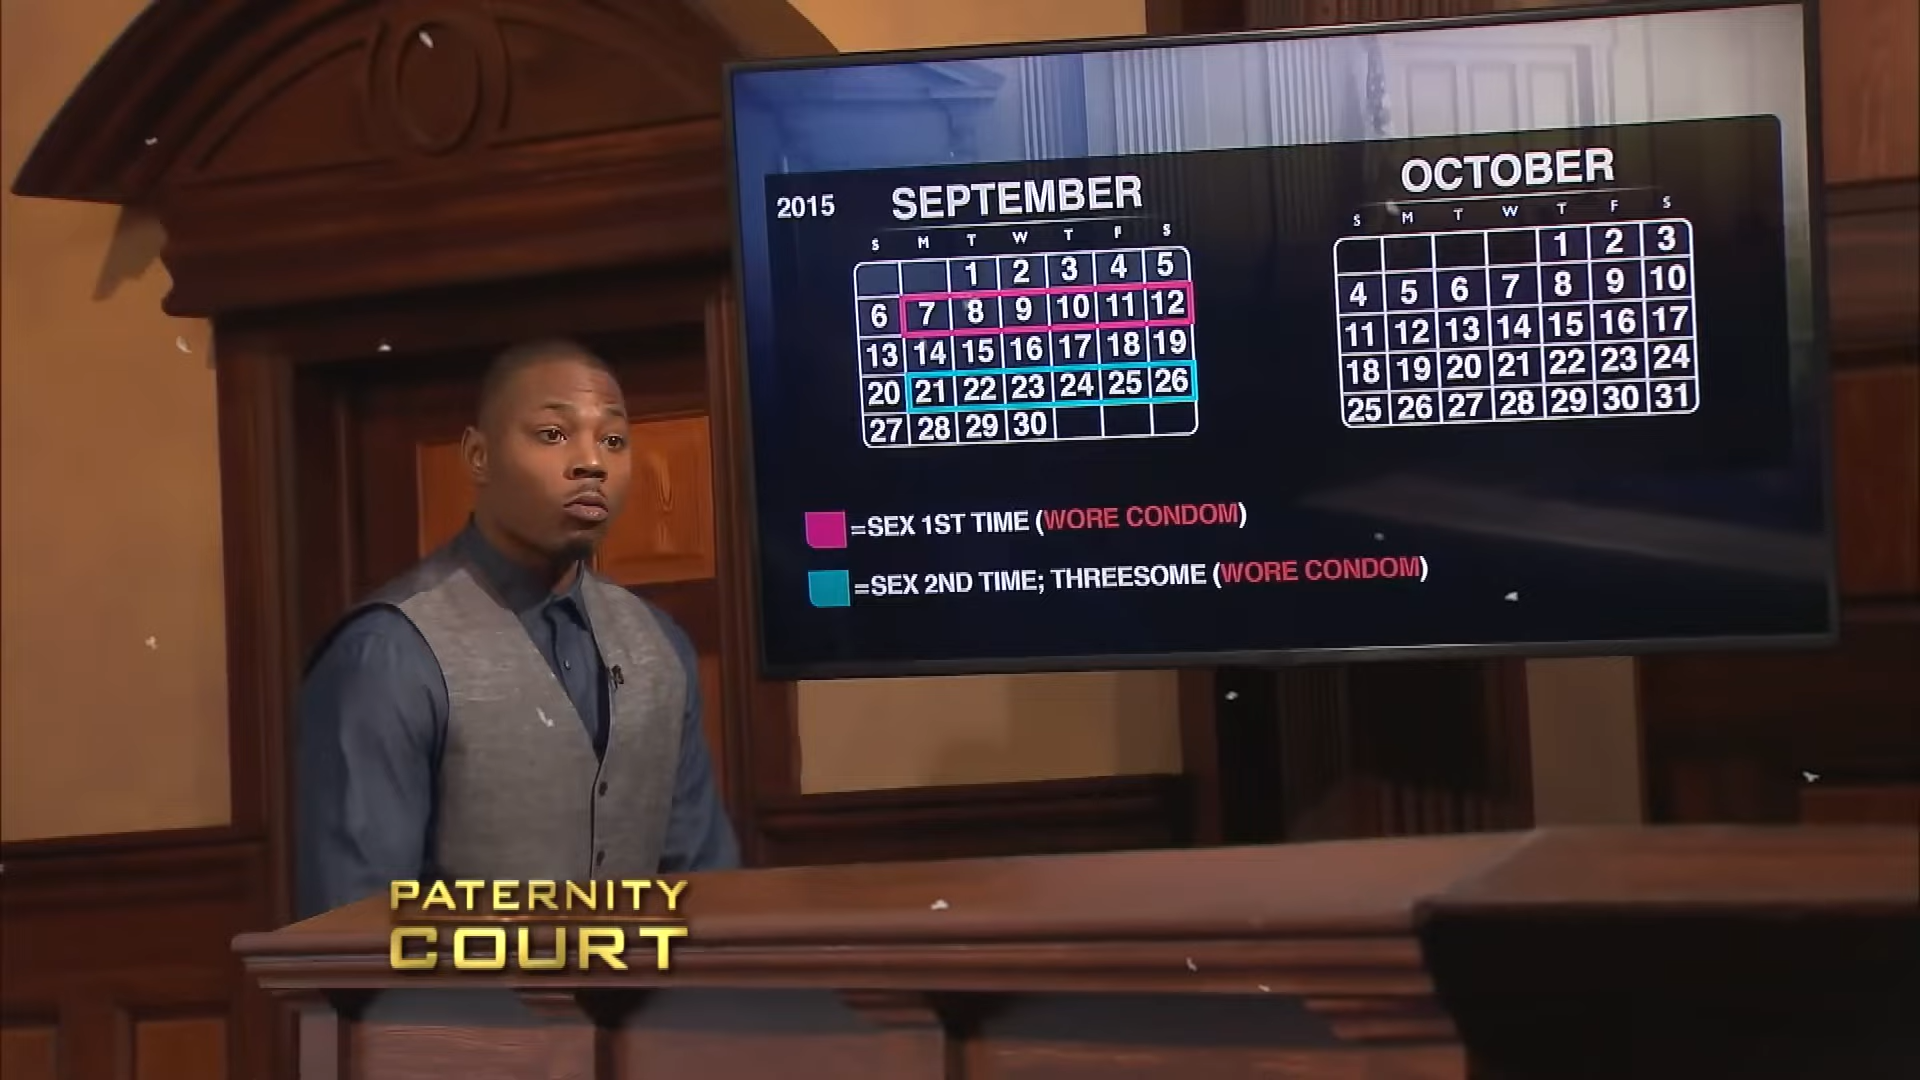 2015
SEPTEMBER
S M T W T F S
1 2 3 4 5
6 7 8 9 10 11 12
13 14 15 16 17 18 19
20 21 22 23 24 25 26
27 28 29 30
OCTOBER
S M T W T F S
1 2 3
4 5 6 7 8 9 10
11 12 13 14 15 16 17
18 19 20 21 22 23 24
25 26 27 28 29 30 31
=SEX 1ST TIME (WORE CONDOM)
=SEX 2ND TIME; THREESOME (WORE CONDOM)
PATERNITY
COURT